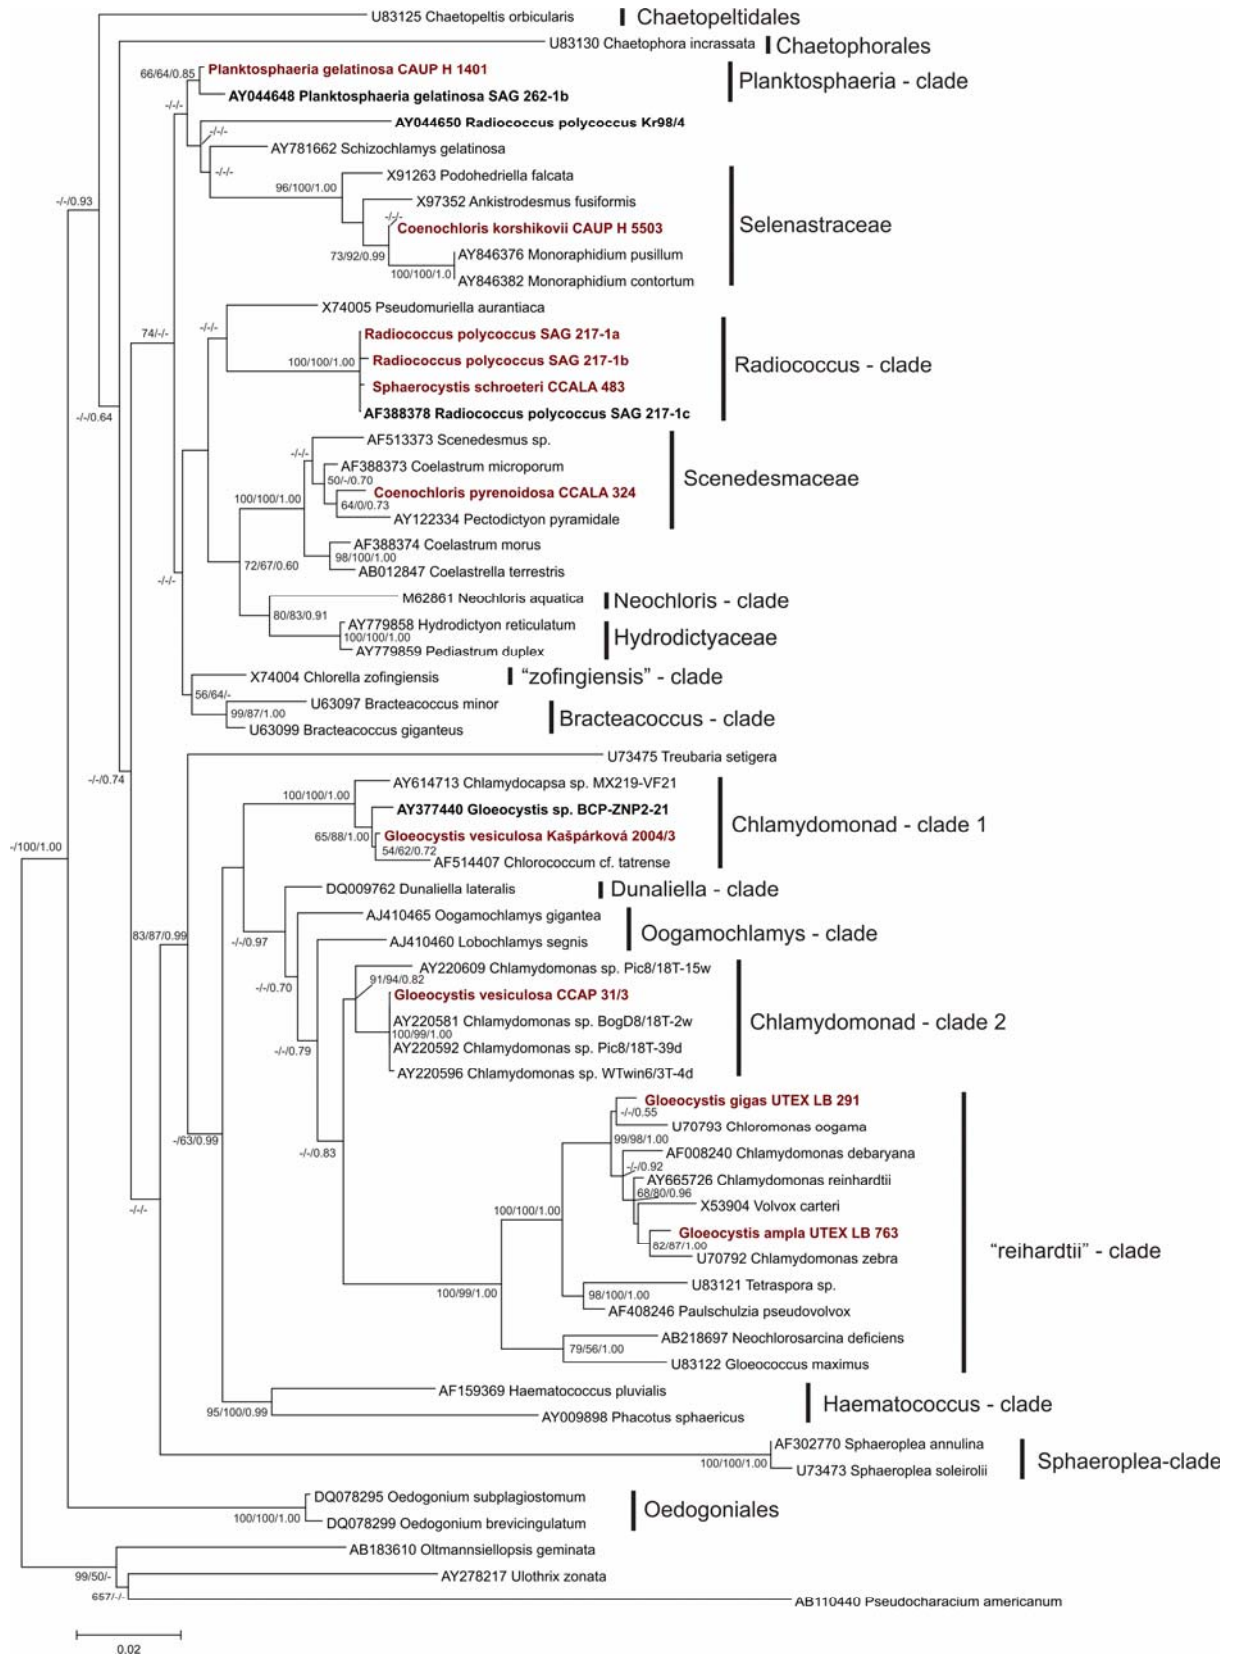 U83125 Chaetopeltis orbicularis
Chaetopeltidales
U83130 Chaetophora incrassata
Chaetophorales
66/64/0.85
Planktosphaeria gelatinosa CAUP H 1401
Planktosphaeria - clade
AY044648 Planktosphaeria gelatinosa SAG 262-1b
-/-/-
AY044650 Radiococcus polycoccus Kr98/4
-/-/-
AY781662 Schizochlamys gelatinosa
-/-/-
X91263 Podohedriella falcata
96/100/1.00
-/-/0.93
X97352 Ankistrodesmus fusiformis
-/-/-
Coenochloris korshikovii CAUP H 5503
Selenastraceae
73/92/0.99
AY846376 Monoraphidium pusillum
100/100/1.0
AY846382 Monoraphidium contortum
X74005 Pseudomuriella aurantiaca
74/-/-
-/-/-
Radiococcus polycoccus SAG 217-1a
100/100/1.00
Radiococcus polycoccus SAG 217-1b
Radiococcus - clade
Sphaerocystis schroeteri CCALA 483
AF388378 Radiococcus polycoccus SAG 217-1c
-/-/0.64
AF513373 Scenedesmus sp.
-/-/-
AF388373 Coelastrum microporum
50/-/0.70
Scenedesmaceae
Coenochloris pyrenoidosa CCALA 324
100/100/1.00
64/0/0.73
AY122334 Pectodictyon pyramidale
AF388374 Coelastrum morus
98/100/1.00
72/67/0.60
AB012847 Coelastrella terrestris
-/-/-
M62861 Neochloris aquatica
Neochloris - clade
80/83/0.91
AY779858 Hydrodictyon reticulatum
100/100/1.00
Hydrodictyaceae
AY779859 Pediastrum duplex
X74004 Chlorella zofingiensis
“zofingiensis” - clade
56/64/-
U63097 Bracteacoccus minor
99/87/1.00
Bracteacoccus - clade
U63099 Bracteacoccus giganteus
U73475 Treubaria setigera
-/-/0.74
AY614713 Chlamydocapsa sp. MX219-VF21
100/100/1.00
AY377440 Gloeocystis sp. BCP-ZNP2-21
Chlamydomonad - clade 1
65/88/1.00
Gloeocystis vesiculosa Kašpárková 2004/3
54/62/0.72
-/100/1.00
AF514407 Chlorococcum cf. tatrense
DQ009762 Dunaliella lateralis
Dunaliella - clade
AJ410465 Oogamochlamys gigantea
83/87/0.99
-/-/0.97
AJ410460 Lobochlamys segnis
Oogamochlamys - clade
AY220609 Chlamydomonas sp. Pic8/18T-15w
91/94/0.82
-/-/0.70
Gloeocystis vesiculosa CCAP 31/3
AY220581 Chlamydomonas sp. BogD8/18T-2w
Chlamydomonad - clade 2
100/99/1.00
AY220592 Chlamydomonas sp. Pic8/18T-39d
-/-/0.79
AY220596 Chlamydomonas sp. WTwin6/3T-4d
Gloeocystis gigas UTEX LB 291
-/-/0.55
U70793 Chloromonas oogama
-/63/0.99
99/98/1.00
-/-/0.83
AF008240 Chlamydomonas debaryana
-/-/0.92
AY665726 Chlamydomonas reinhardtii
68/80/0.96
X53904 Volvox carteri
-/-/-
100/100/1.00
Gloeocystis ampla UTEX LB 763
82/87/1.00
“reihardtii” - clade
U70792 Chlamydomonas zebra
U83121 Tetraspora sp.
100/99/1.00
98/100/1.00
AF408246 Paulschulzia pseudovolvox
AB218697 Neochlorosarcina deficiens
79/56/1.00
U83122 Gloeococcus maximus
AF159369 Haematococcus pluvialis
Haematococcus - clade
95/100/0.99
AY009898 Phacotus sphaericus
AF302770 Sphaeroplea annulina
100/100/1.00
Sphaeroplea-clade
U73473 Sphaeroplea soleirolii
DQ078295 Oedogonium subplagiostomum
100/100/1.00
Oedogoniales
DQ078299 Oedogonium brevicingulatum
AB183610 Oltmannsiellopsis geminata
99/50/-
AY278217 Ulothrix zonata
657/-/-
AB110440 Pseudocharacium americanum
0.02